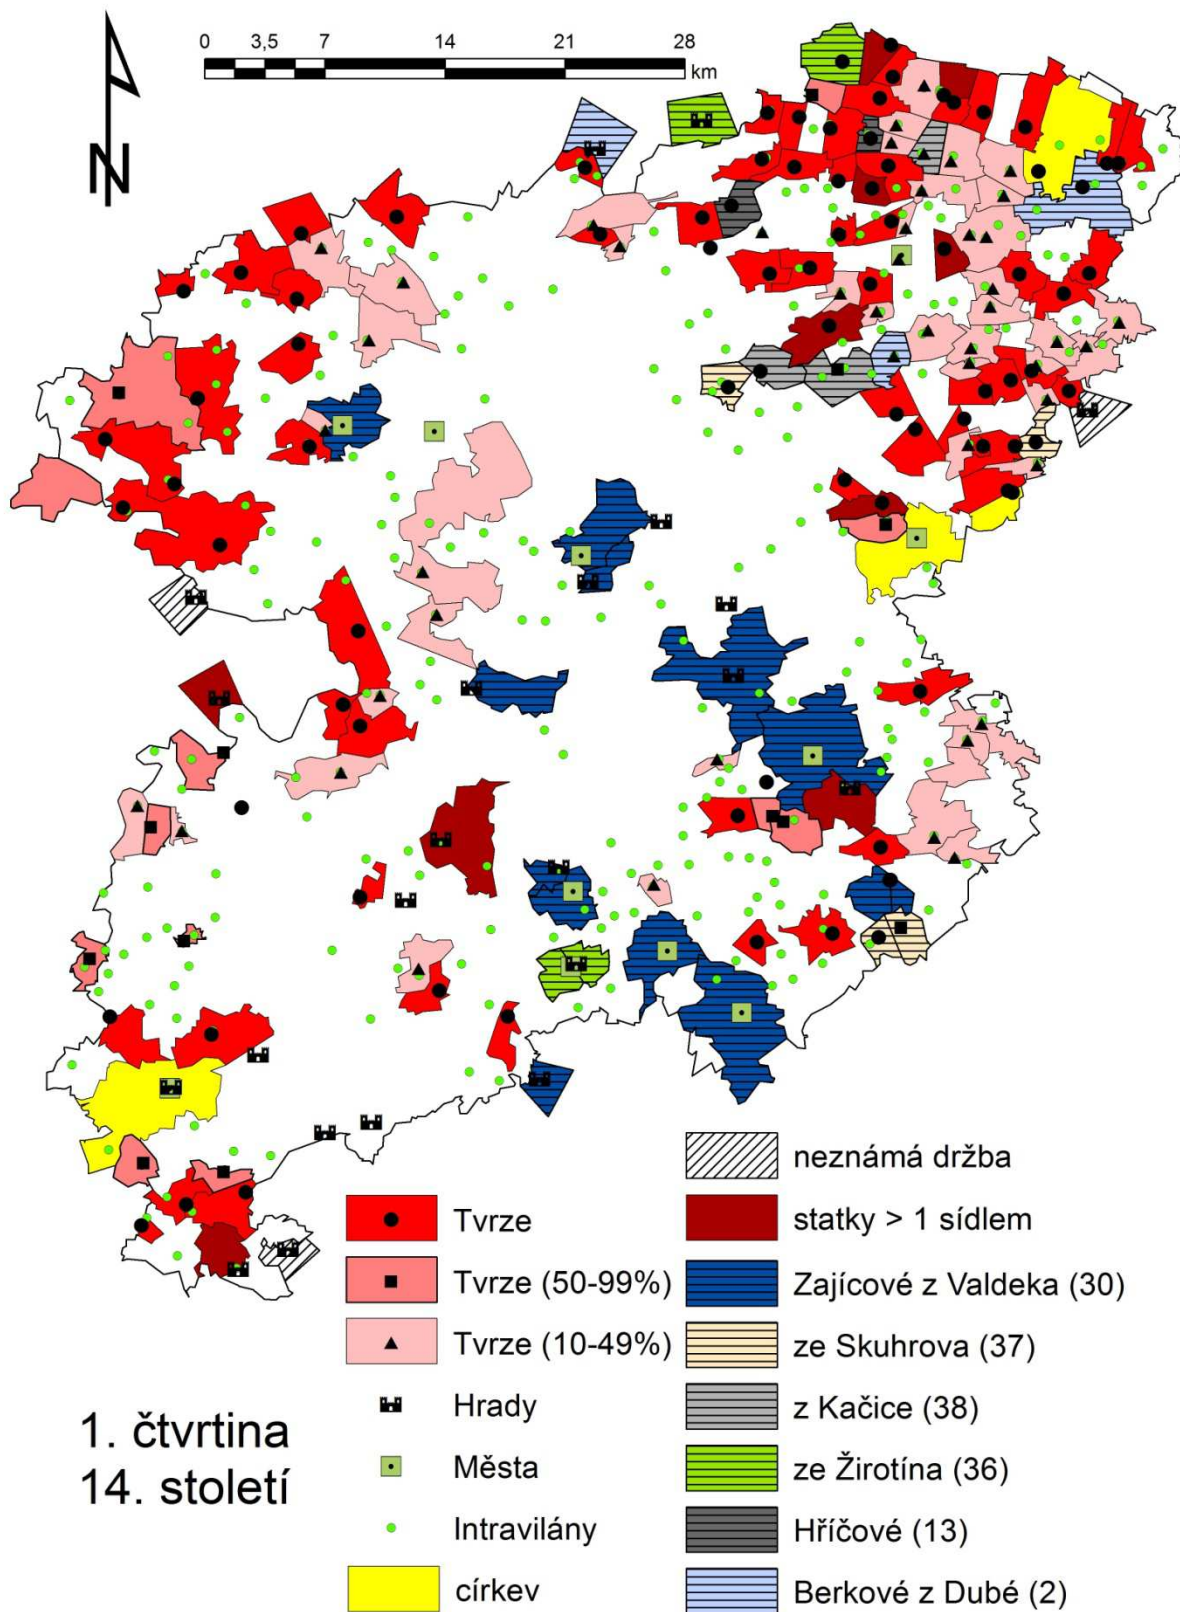 0 3,5 7 14 21 28
km
N
neznámá držba
Tvrze
statky > 1 sídlem
Tvrze (50-99%)
Zajícové z Valdeka (30)
Tvrze (10-49%)
ze Skuhrova (37)
Hrady
z Kačice (38)
Města
ze Žirotína (36)
Intravilány
Hříčové (13)
církev
Berkové z Dubé (2)
1. čtvrtina
14. století